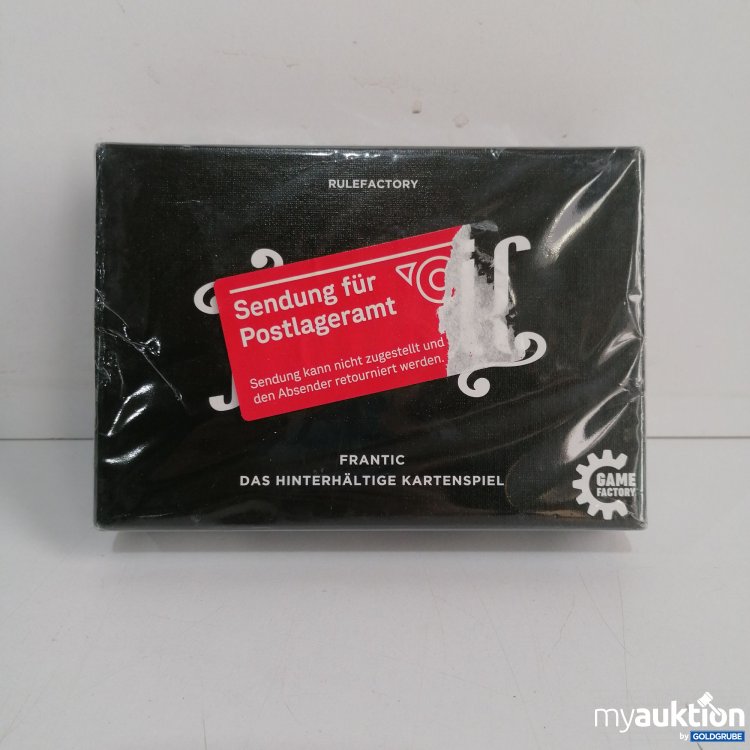 RULEFACTORY
Sendung für
Postlageramt
Sendung kann nicht zugestellt und
den Absender retourniert werden.
FRANTIC
DAS HINTERHÄLTIGE KARTENSPIEL
GAME
FACTORY
myauktion
by GOLDGRUBE